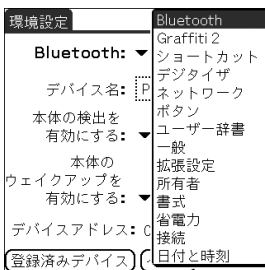 環境設定
Bluetooth:
デバイス名:
本体の検出を
有効にする:
本体の
ウェイクアップを
有効にする:
デバイスアドレス:
登録済みデバイス
Bluetooth
Graffiti 2
ショートカット
デジタイザ
ネットワーク
ボタン
ユーザー辞書
一般
拡張設定
所有者
書式
省電力
接続
日付と時刻